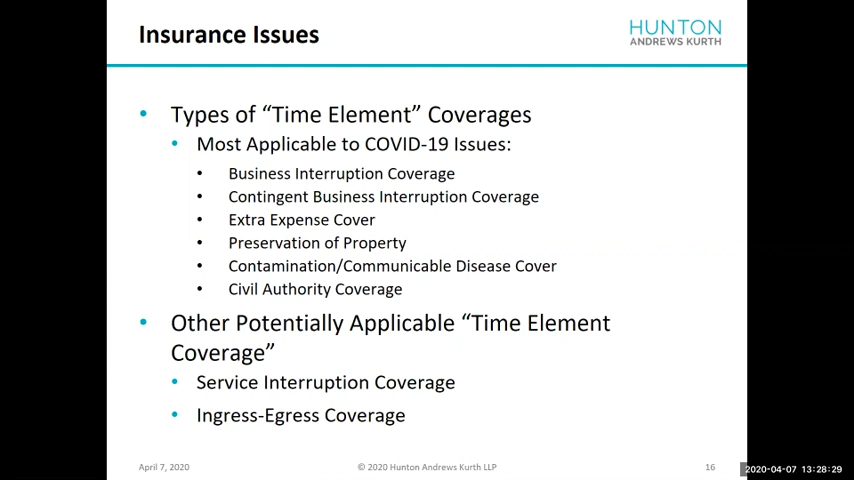 Insurance Issues
HUNTON
ANDREWS KURTH
• Types of “Time Element” Coverages
• Most Applicable to COVID-19 Issues:
• Business Interruption Coverage
• Contingent Business Interruption Coverage
• Extra Expense Cover
• Preservation of Property
• Contamination/Communicable Disease Cover
• Civil Authority Coverage
• Other Potentially Applicable “Time Element
Coverage”
• Service Interruption Coverage
• Ingress-Egress Coverage
April 7, 2020
© 2020 Hunton Andrews Kurth LLP
16
2020-04-07 13:28:29